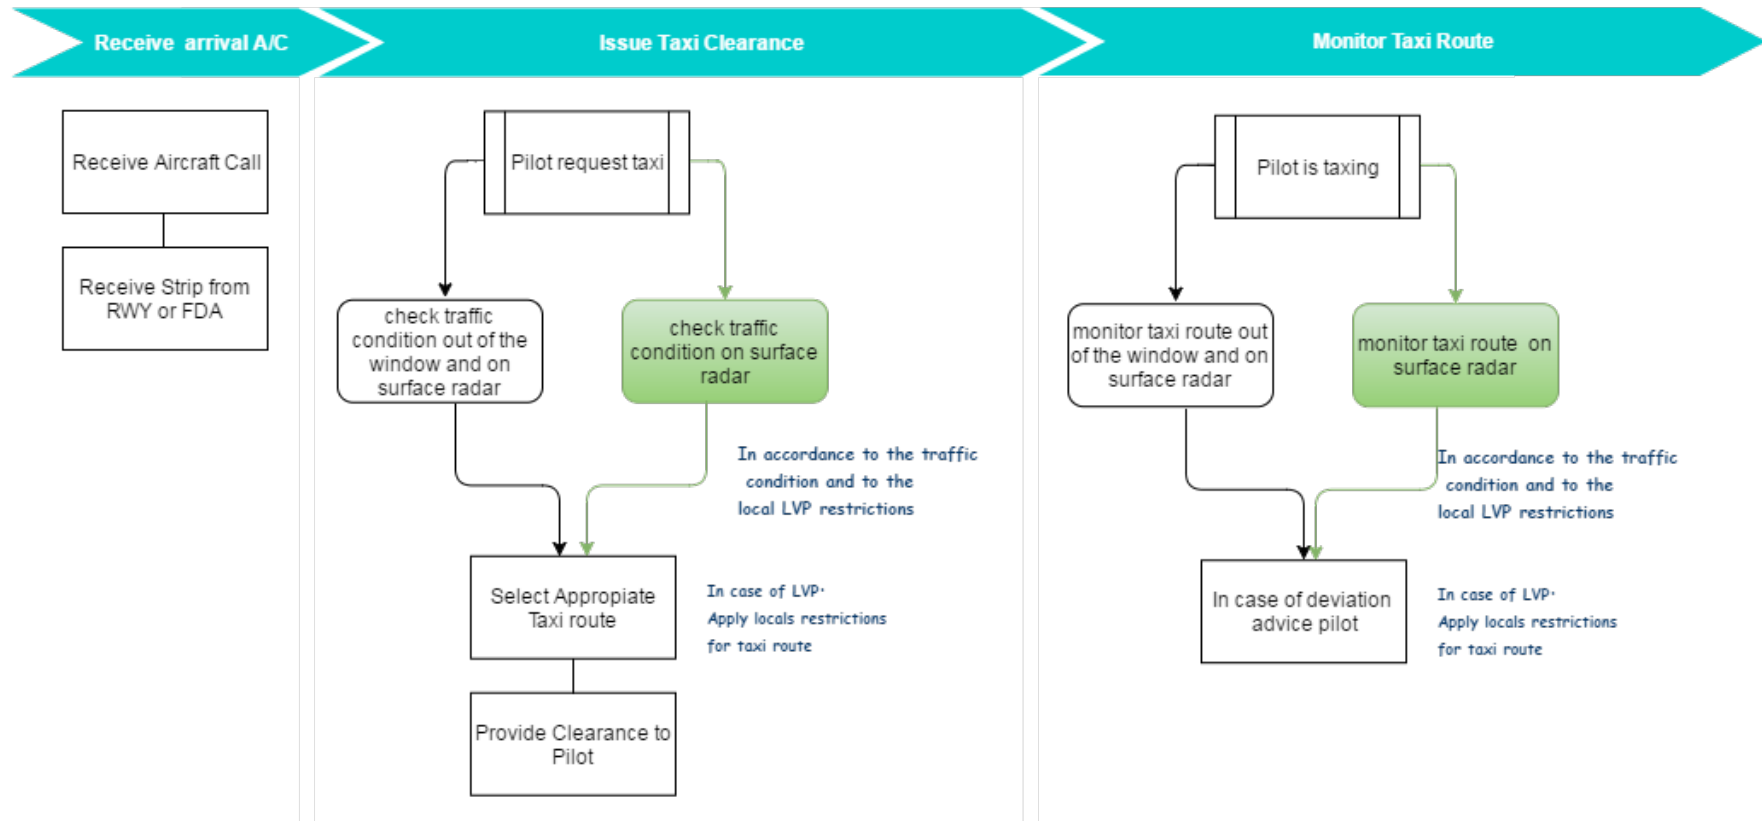 Receive arrival A/C
Issue Taxi Clearance
Monitor Taxi Route
Receive Aircraft Call
Receive Strip from
RWY or FDA
Pilot request taxi
check traffic
condition out of the
window and on
surface radar
check traffic
condition on surface
radar
In accordance to the traffic
condition and to the
local LVP restrictions
Select Appropiate
Taxi route
In case of LVP·
Apply locals restrictions
for taxi route
Provide Clearance to
Pilot
Pilot is taxing
monitor taxi route out
of the window and on
surface radar
monitor taxi route on
surface radar
In accordance to the traffic
condition and to the
local LVP restrictions
In case of deviation
advice pilot
In case of LVP·
Apply locals restrictions
for taxi route